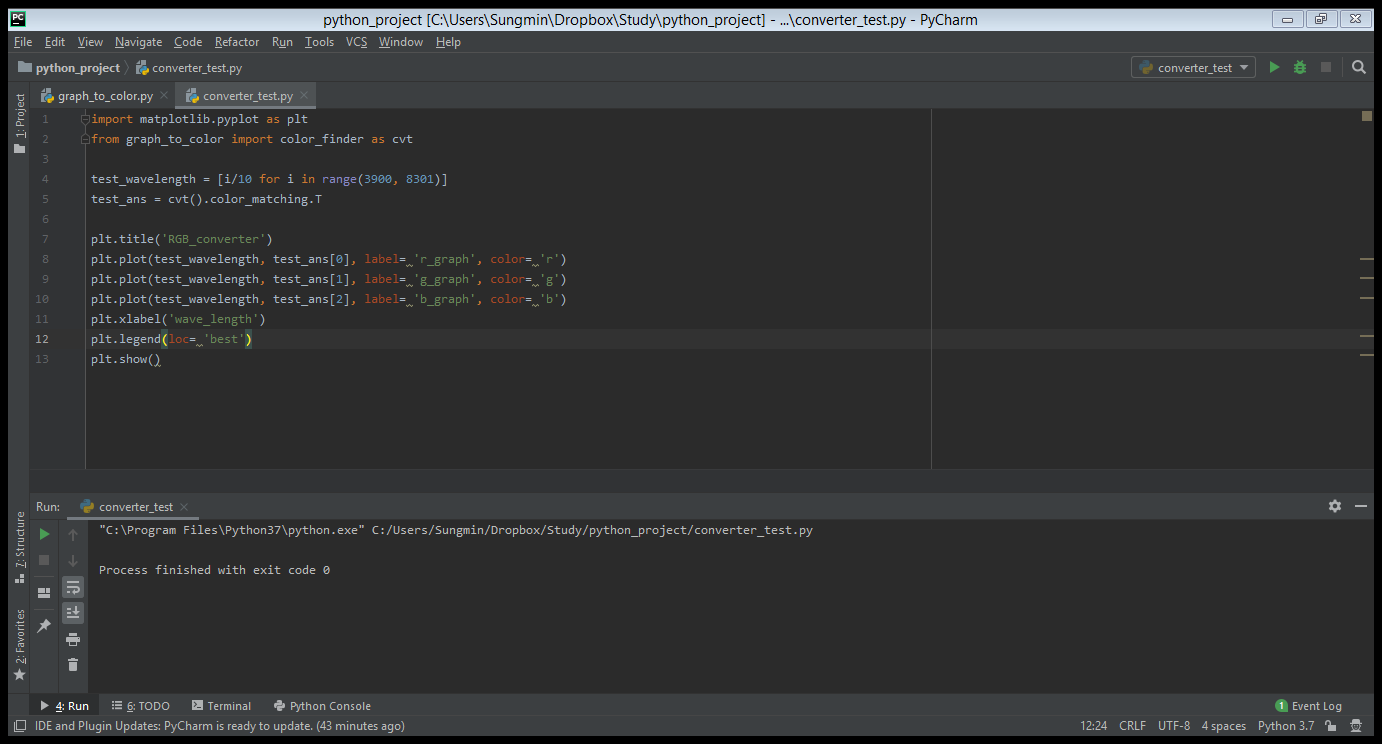 PC python_project [C:\Users\Sungmin\Dropbox\Study\python_project] - ...\converter_test.py - PyCharm
File Edit View Navigate Code Refactor Run Tools VCS Window Help
python_project converter_test.py converter_test
1: Project
graph_to_color.py converter_test.py
1 import matplotlib.pyplot as plt
2 from graph_to_color import color_finder as cvt
3
4 test_wavelength = [i/10 for i in range(3900, 8301)]
5 test_ans = cvt().color_matching.T
6
7 plt.title('RGB_converter')
8 plt.plot(test_wavelength, test_ans[0], label= 'r_graph', color= 'r')
9 plt.plot(test_wavelength, test_ans[1], label= 'g_graph', color= 'g')
10 plt.plot(test_wavelength, test_ans[2], label= 'b_graph', color= 'b')
11 plt.xlabel('wave_length')
12 plt.legend(loc= 'best')
13 plt.show()
Run: converter_test
7: Structure
2: Favorites
"C:\Program Files\Python37\python.exe" C:/Users/Sungmin/Dropbox/Study/python_project/converter_test.py
Process finished with exit code 0
4: Run 6: TODO Terminal Python Console 1 Event Log
IDE and Plugin Updates: PyCharm is ready to update. (43 minutes ago) 12:24 CRLF UTF-8 4 spaces Python 3.7